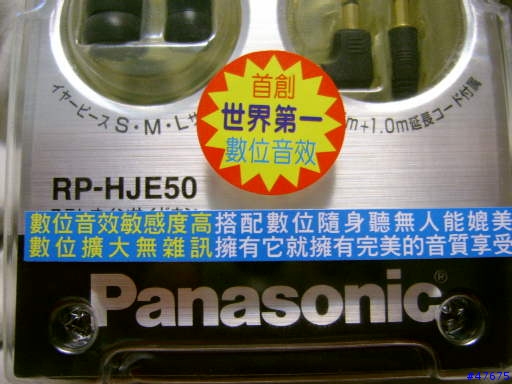 イヤーピース S・M・L
m+1.0m延長コード付属
首創
世界第一
數位音效
RP-HJE50
數位音效敏感度高搭配數位隨身聽無人能媲美
數位擴大無雜訊擁有它就擁有完美的音質享受
Panasonic®
#47675